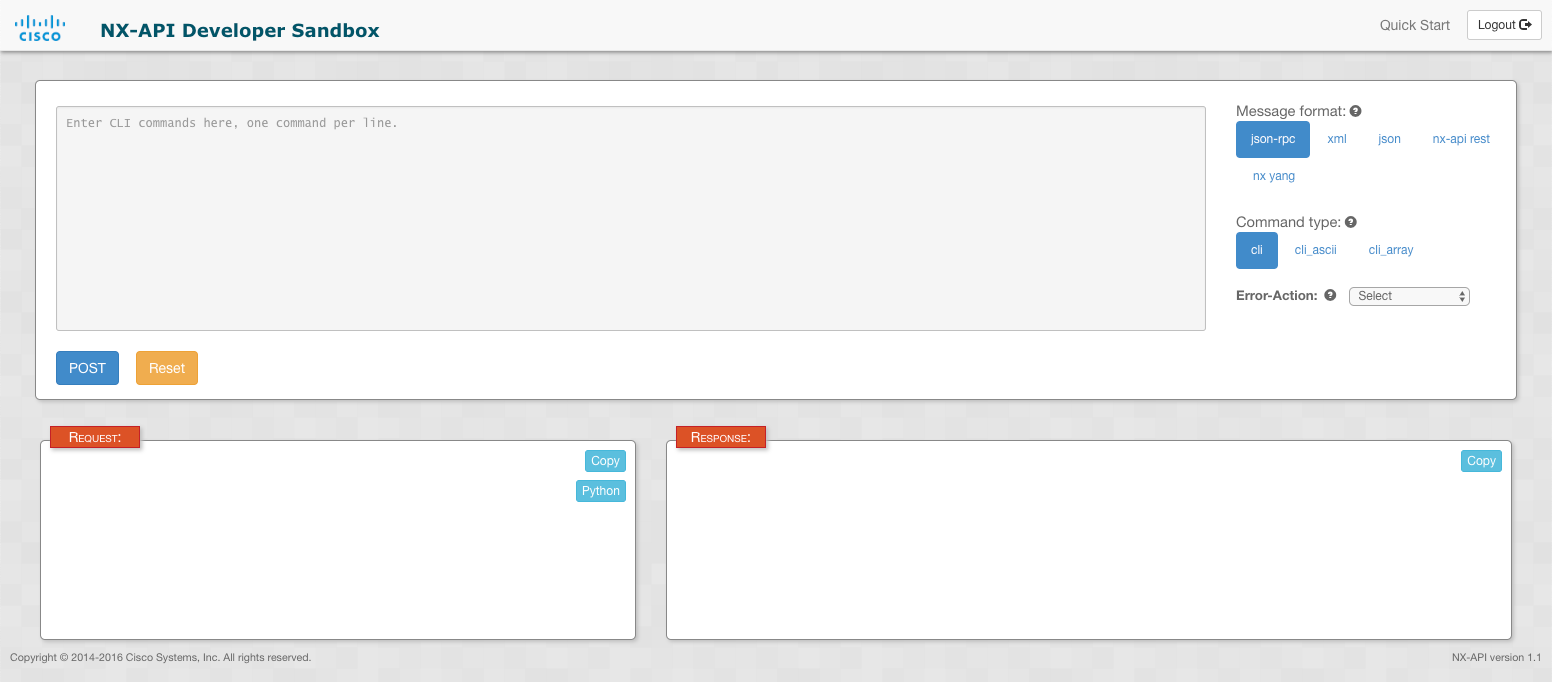 CISCO
NX-API Developer Sandbox
Quick Start
Logout
Enter CLI commands here, one command per line.
Message format:
json-rpc xml json nx-api rest
nx yang
Command type:
cli cli_ascii cli_array
Error-Action: Select
POST Reset
REQUEST:
Copy
Python
RESPONSE:
Copy
Copyright © 2014-2016 Cisco Systems, Inc. All rights reserved.
NX-API version 1.1